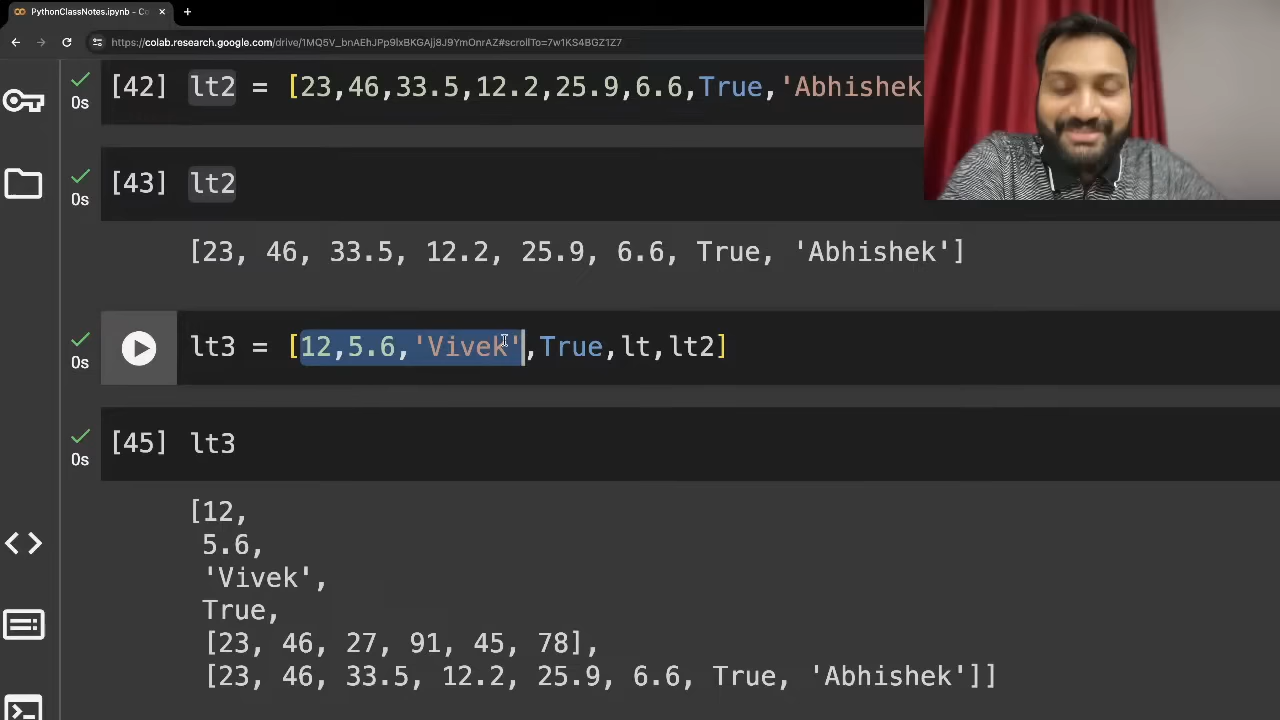 PythonClassNotes.ipynb - Co
https://colab.research.google.com/drive/1MQ5V_bnAEhJPp9lxBKGAjj8J9YmOnrAZ#scrollTo=7w1KS4BGZ1Z7
[42] lt2 = [23,46,33.5,12.2,25.9,6.6,True,'Abhishek
0s
[43] lt2
0s
[23, 46, 33.5, 12.2, 25.9, 6.6, True, 'Abhishek']
lt3 = [12,5.6,'Vivek',True,lt,lt2]
0s
[45] lt3
0s
[12,
5.6,
'Vivek',
True,
[23, 46, 27, 91, 45, 78],
[23, 46, 33.5, 12.2, 25.9, 6.6, True, 'Abhishek']]